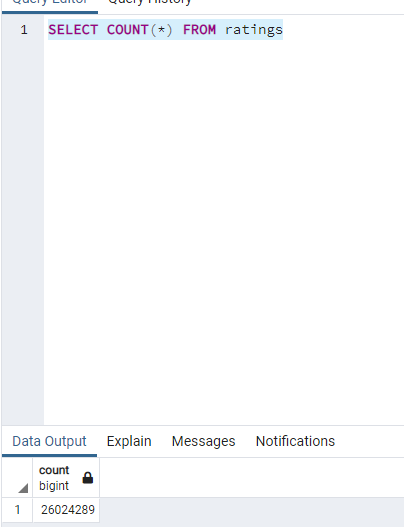 Query Editor Query History
1 SELECT COUNT(*) FROM ratings
Data Output Explain Messages Notifications
count
bigint
1 26024289